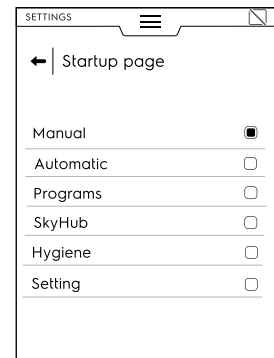 SETTINGS
Startup page
Manual
Automatic
Programs
SkyHub
Hygiene
Setting